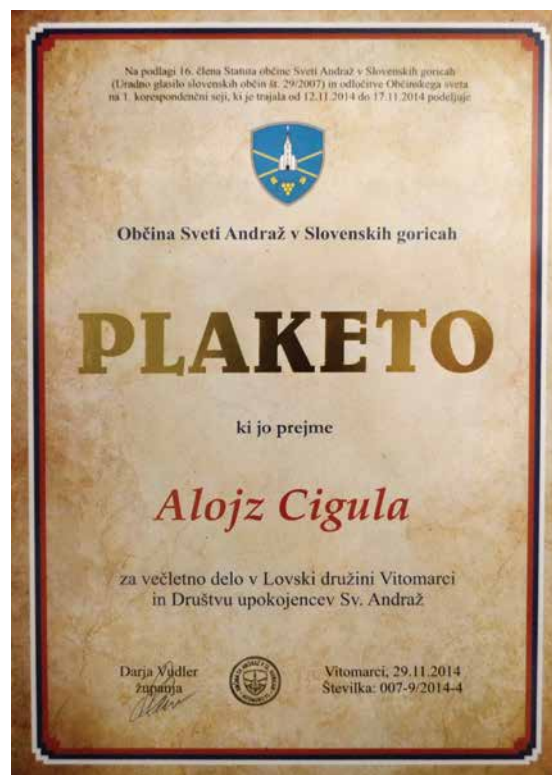 Na podlagi 16. člena Statuta občine Sveti Andraž v Slovenskih goricah
(Uradno glasilo slovenskih občin št. 29/2007) in odločitve Občinskega sveta
na 1. korespondenčni seji, ki je trajala od 12.11.2014 do 17.11.2014 podeljuje
Občina Sveti Andraž v Slovenskih goricah
PLAKETO
ki jo prejme
Alojz Cigula
za večletno delo v Lovski družini Vitomarci
in Društvu upokojencev Sv. Andraž
Darja Vudler
županja
Vitomarci, 29.11.2014
Številka: 007-9/2014-4